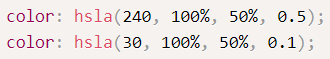 color: hsla(240, 100%, 50%, 0.5);
color: hsla(30, 100%, 50%, 0.1);